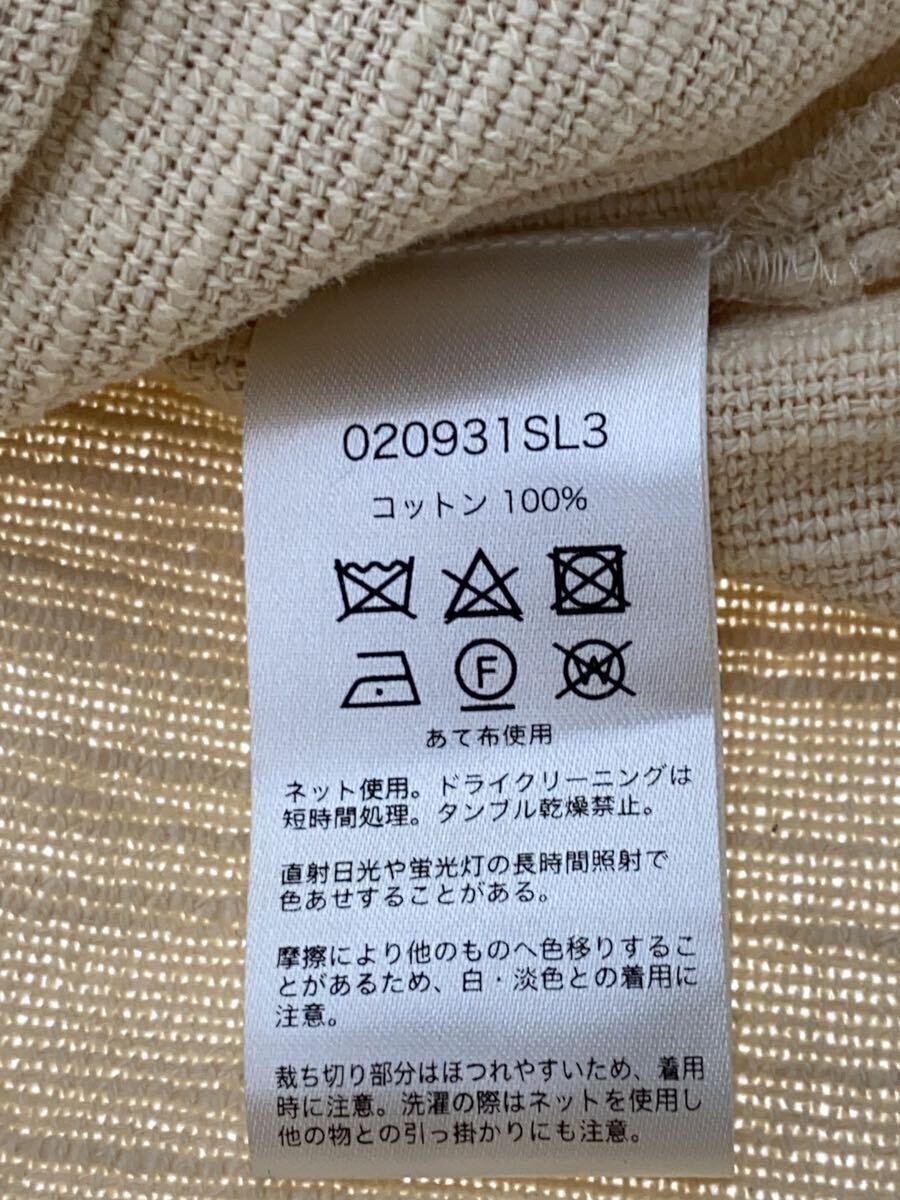 020931SL3
コットン 100%
F
W
あて布使用
ネット使用。ドライクリーニングは
短時間処理。タンブル乾燥禁止。
直射日光や蛍光灯の長時間照射で
色あせすることがある。
摩擦により他のものへ色移りするこ
とがあるため、白・淡色との着用に
注意。
裁ち切り部分はほつれやすいため、着用
時に注意。洗濯の際はネットを使用し
他の物との引っ掛かりにも注意。